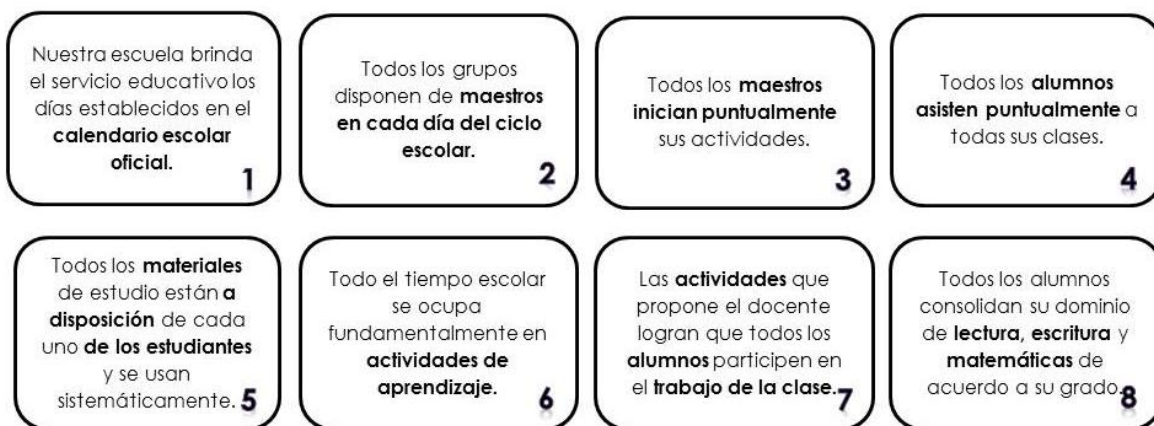 Nuestra escuela brinda
el servicio educativo los
días establecidos en el
calendario escolar
oficial.
1
Todos los grupos
disponen de maestros
en cada día del ciclo
escolar.
2
Todos los maestros
inician puntualmente
sus actividades.
3
Todos los alumnos
asisten puntualmente a
todas sus clases.
4
Todos los materiales
de estudio están a
disposición de cada
uno de los estudiantes
y se usan
sistemáticamente.
5
Todo el tiempo escolar
se ocupa
fundamentalmente en
actividades de
aprendizaje.
6
Las actividades que
propone el docente
logran que todos los
alumnos participen en
el trabajo de la clase.
7
Todos los alumnos
consolidan su dominio
de lectura, escritura y
matemáticas de
acuerdo a su grado.
8